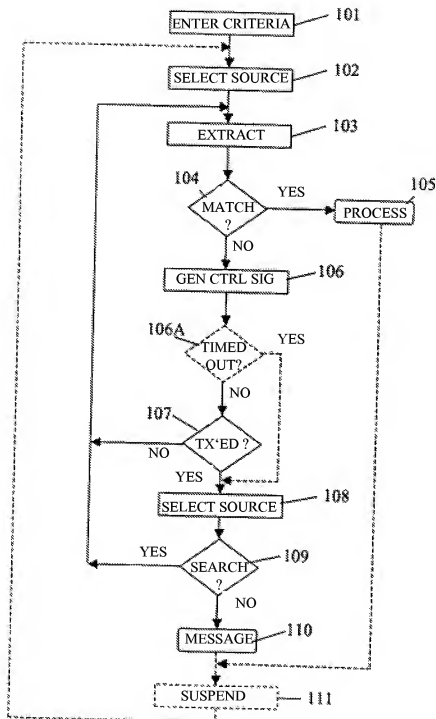 ENTER CRITERIA
101
SELECT SOURCE
102
EXTRACT
103
104
MATCH
?
YES
105
PROCESS
NO
GEN CTRL SIG
106
106A
TIMED
OUT?
YES
NO
107
TX'ED ?
NO
YES
SELECT SOURCE
108
YES
SEARCH
?
109
NO
MESSAGE
110
SUSPEND
111